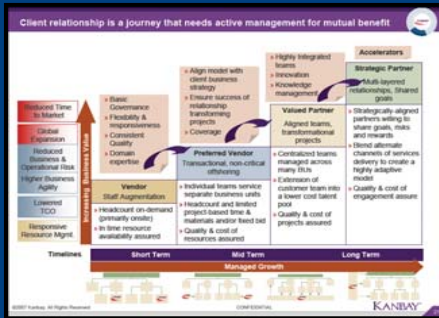 Client relationship is a journey that needs active management for mutual benefit
Accelerators
Basic
Governance
Flexibility &
responsiveness
Consistent
Quality
Domain
expertise
Align model with
client business
strategy
Ensure success of
relationship
transforming
projects
Coverage
Highly Integrated
teams
Innovation
Knowledge
management
Strategic Partner
Multi-layered
relationships, Shared
goals
Valued Partner
Aligned teams,
transformational
projects
Preferred Vendor
Transactional, non-critical
offshoring
Vendor
Staff Augmentation
Headcount on-demand
(primarily onsite)
In time resource
availability assured
Individual teams service
separate business units
Headcount and limited
project-based time &
materials and/or fixed bid
Quality & cost of
resources assured
Centralized teams
managed across
many BUs
Extension of
customer team into
a lower cost talent
pool
Quality & cost of
projects assured
Strategically-aligned
partners willing to
share goals, risks
and rewards
Blend alternate
channels of services
delivery to create a
highly adaptive
model
Quality & cost of
engagement assure
Reduced Time
to Market
Global
Expansion
Reduced
Business &
Operational Risk
Higher Business
Agility
Lowered
TCO
Responsive
Resource Mgmt.
Increasing Business Value
Timelines
Short Term
Mid Term
Long Term
Managed Growth
©2007 Kanbay. All Rights Reserved
CONFIDENTIAL
KANBAY